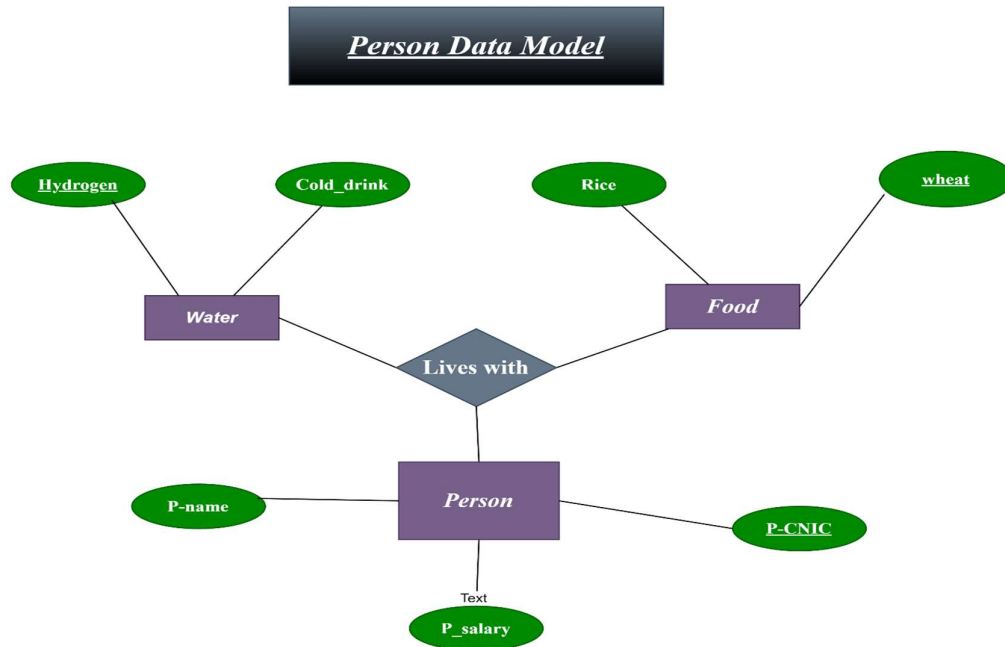 Person Data Model
Hydrogen
Cold_drink
Rice
wheat
Water
Food
Lives with
Person
P-name
P-CNIC
Text
P_salary